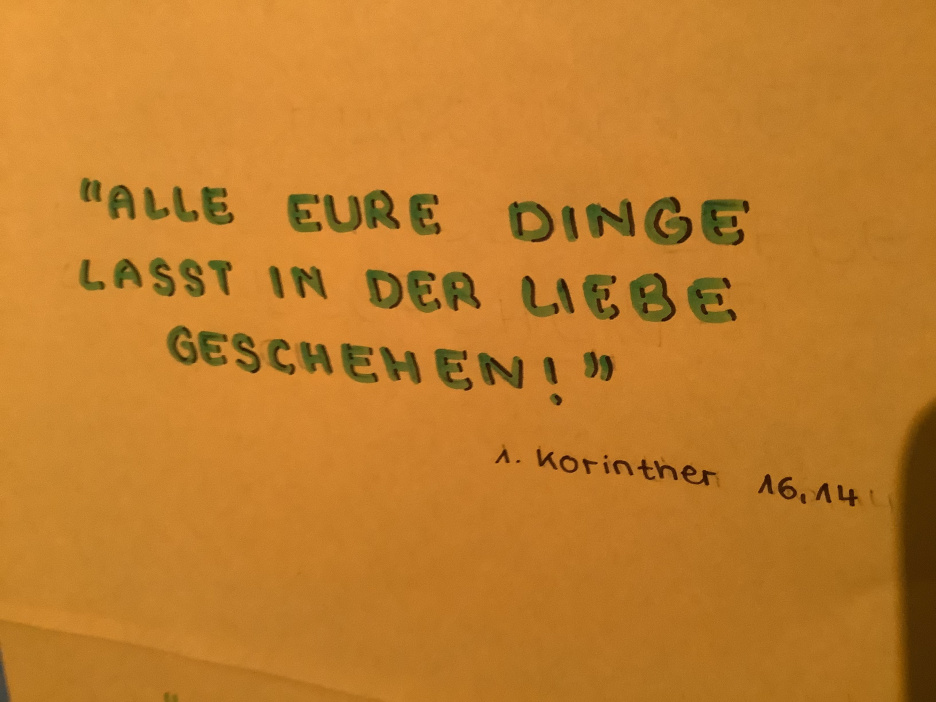 "ALLE EURE DINGE
LASST IN DER LIEBE
GESCHEHEN!"
1. Korinther 16,14